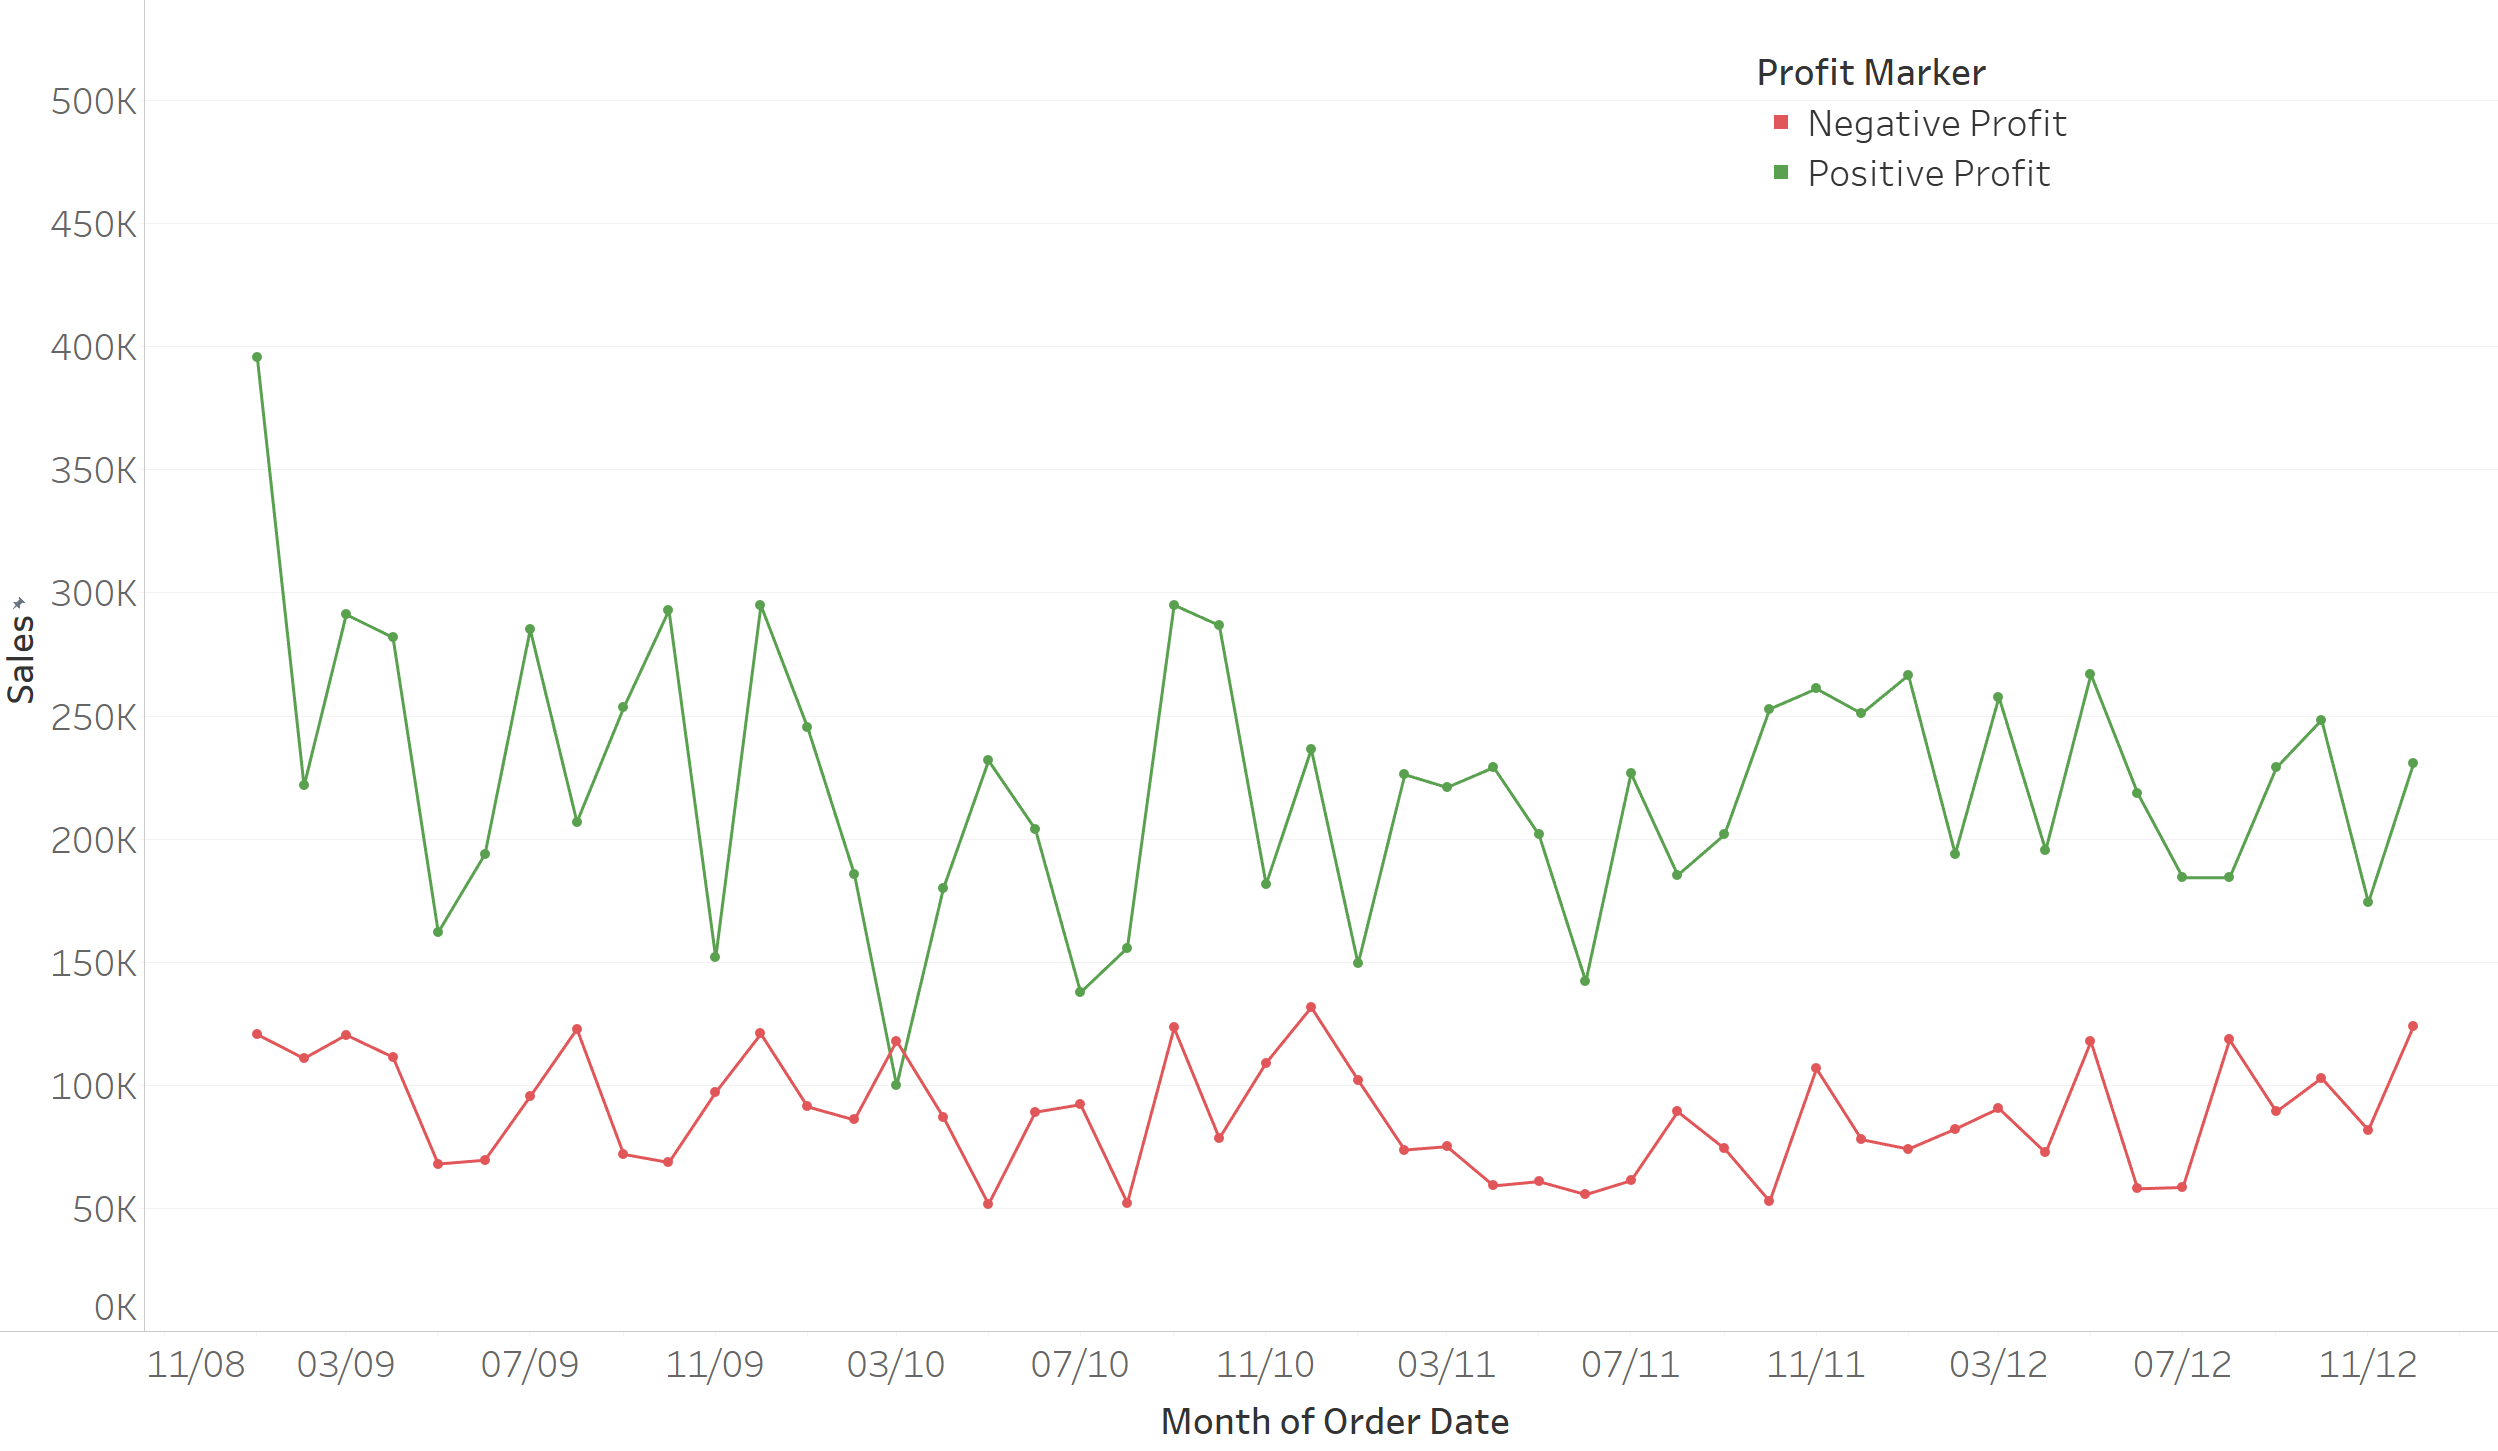 Profit Marker
Negative Profit
Positive Profit
500K
450K
400K
350K
300K
250K
200K
150K
100K
50K
0K
Sales
11/08 03/09 07/09 11/09 03/10 07/10 11/10 03/11 07/11 11/11 03/12 07/12 11/12
Month of Order Date